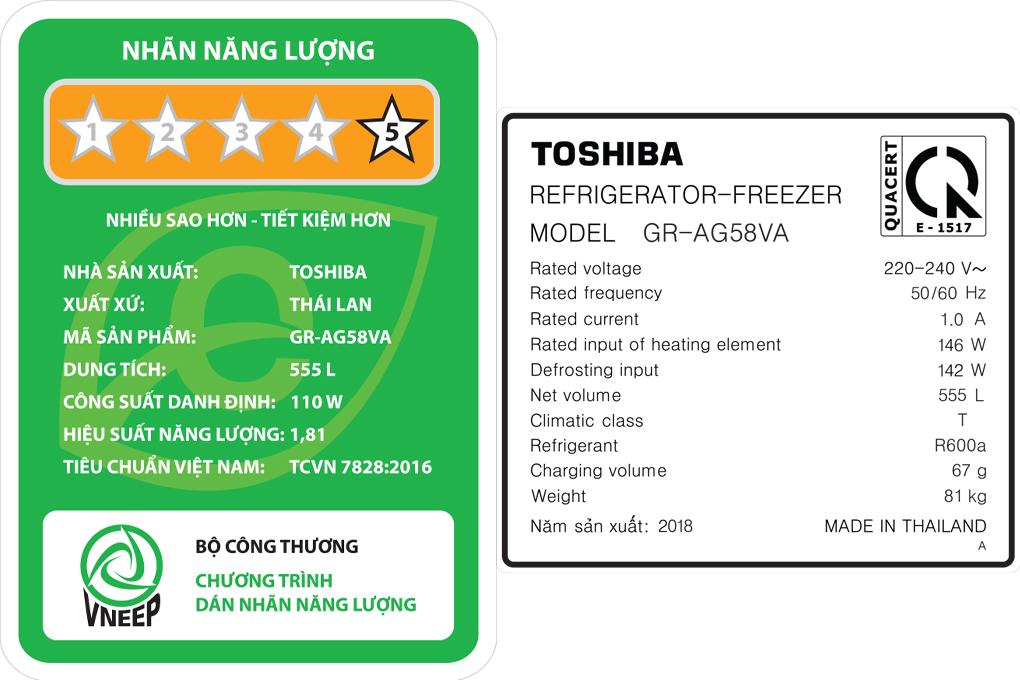 NHÃN NĂNG LƯỢNG
1 2 3 4 5
NHIỀU SAO HƠN - TIẾT KIỆM HƠN
NHÀ SẢN XUẤT: TOSHIBA
XUẤT XỨ: THÁI LAN
MÃ SẢN PHẨM: GR-AG58VA
DUNG TÍCH: 555 L
CÔNG SUẤT DANH ĐỊNH: 110 W
HIỆU SUẤT NĂNG LƯỢNG: 1,81
TIÊU CHUẨN VIỆT NAM: TCVN 7828:2016
VNEEP
BỘ CÔNG THƯƠNG
CHƯƠNG TRÌNH
DÁN NHÃN NĂNG LƯỢNG
TOSHIBA
REFRIGERATOR-FREEZER
MODEL GR-AG58VA
QUACERT
E - 1517
Rated voltage 220-240 V~
Rated frequency 50/60 Hz
Rated current 1.0 A
Rated input of heating element 146 W
Defrosting input 142 W
Net volume 555 L
Climatic class T
Refrigerant R600a
Charging volume 67 g
Weight 81 kg
Năm sản xuất: 2018 MADE IN THAILAND
A